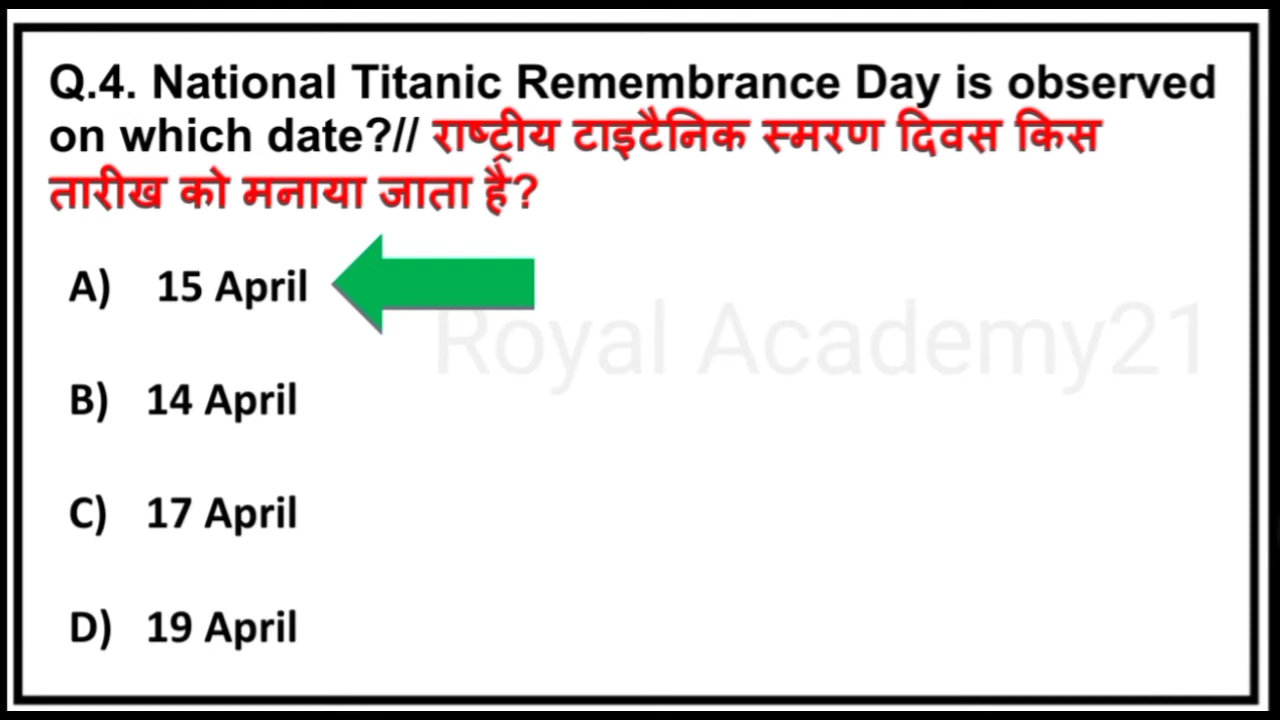 Q.4. National Titanic Remembrance Day is observed
on which date?// राष्ट्रीय टाइटैनिक स्मरण दिवस किस
तारीख को मनाया जाता है?
A) 15 April
Royal Academy21
B) 14 April
C) 17 April
D) 19 April